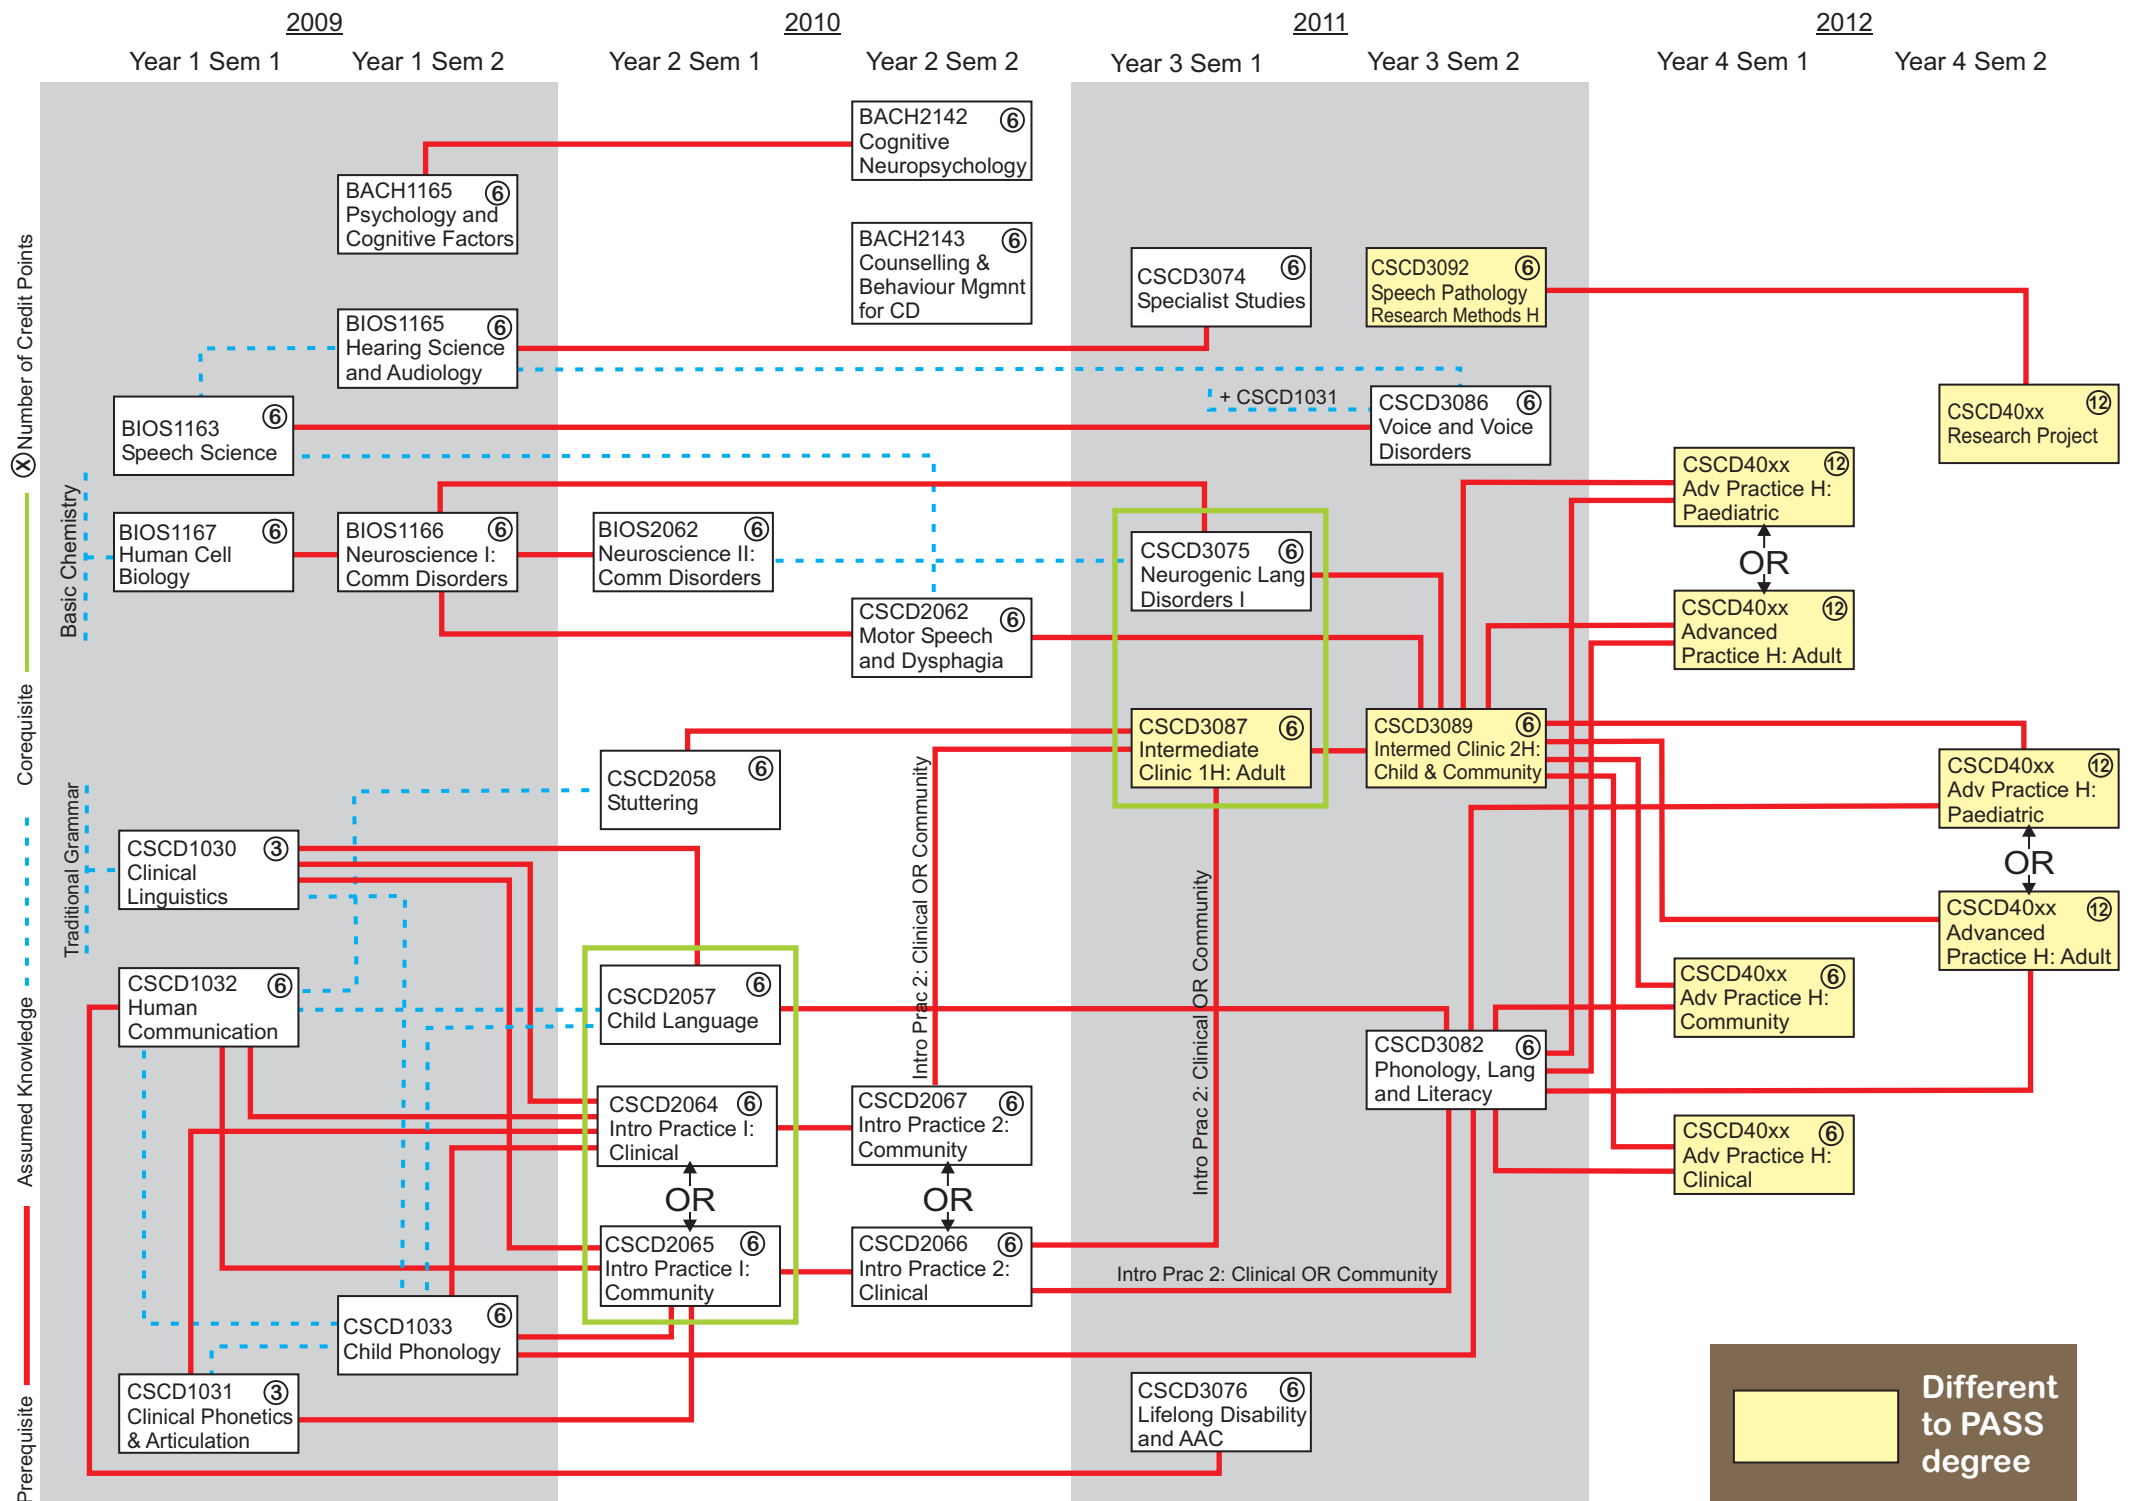 2009
2010
2011
2012
Year 1 Sem 1
Year 1 Sem 2
Year 2 Sem 1
Year 2 Sem 2
Year 3 Sem 1
Year 3 Sem 2
Year 4 Sem 1
Year 4 Sem 2
Prerequisite
Assumed Knowledge
Corequisite
X Number of Credit Points
Basic Chemistry
Traditional Grammar
BIOS1163 6
Speech Science
BIOS1167 6
Human Cell
Biology
CSCD1030 3
Clinical
Linguistics
CSCD1032 6
Human
Communication
CSCD1031 3
Clinical Phonetics
& Articulation
BACH1165 6
Psychology and
Cognitive Factors
BIOS1165 6
Hearing Science
and Audiology
BIOS1166 6
Neuroscience I:
Comm Disorders
CSCD1033 6
Child Phonology
BIOS2062 6
Neuroscience II:
Comm Disorders
CSCD2058 6
Stuttering
CSCD2057 6
Child Language
CSCD2064 6
Intro Practice I:
Clinical
OR
CSCD2065 6
Intro Practice I:
Community
BACH2142 6
Cognitive
Neuropsychology
BACH2143 6
Counselling &
Behaviour Mgmnt
for CD
CSCD2062 6
Motor Speech
and Dysphagia
Intro Prac 2: Clinical OR Community
CSCD2067 6
Intro Practice 2:
Community
OR
CSCD2066 6
Intro Practice 2:
Clinical
CSCD3074 6
Specialist Studies
+ CSCD1031
CSCD3075 6
Neurogenic Lang
Disorders I
CSCD3087 6
Intermediate
Clinic 1H: Adult
Intro Prac 2: Clinical OR Community
Intro Prac 2: Clinical OR Community
CSCD3076 6
Lifelong Disability
and AAC
CSCD3092 6
Speech Pathology
Research Methods H
CSCD3086 6
Voice and Voice
Disorders
CSCD3089 6
Intermed Clinic 2H:
Child & Community
CSCD3082 6
Phonology, Lang
and Literacy
CSCD40xx 12
Adv Practice H:
Paediatric
OR
CSCD40xx 12
Advanced
Practice H: Adult
CSCD40xx 6
Adv Practice H:
Community
CSCD40xx 6
Adv Practice H:
Clinical
CSCD40xx 12
Research Project
CSCD40xx 12
Adv Practice H:
Paediatric
OR
CSCD40xx 12
Advanced
Practice H: Adult
Different
to PASS
degree